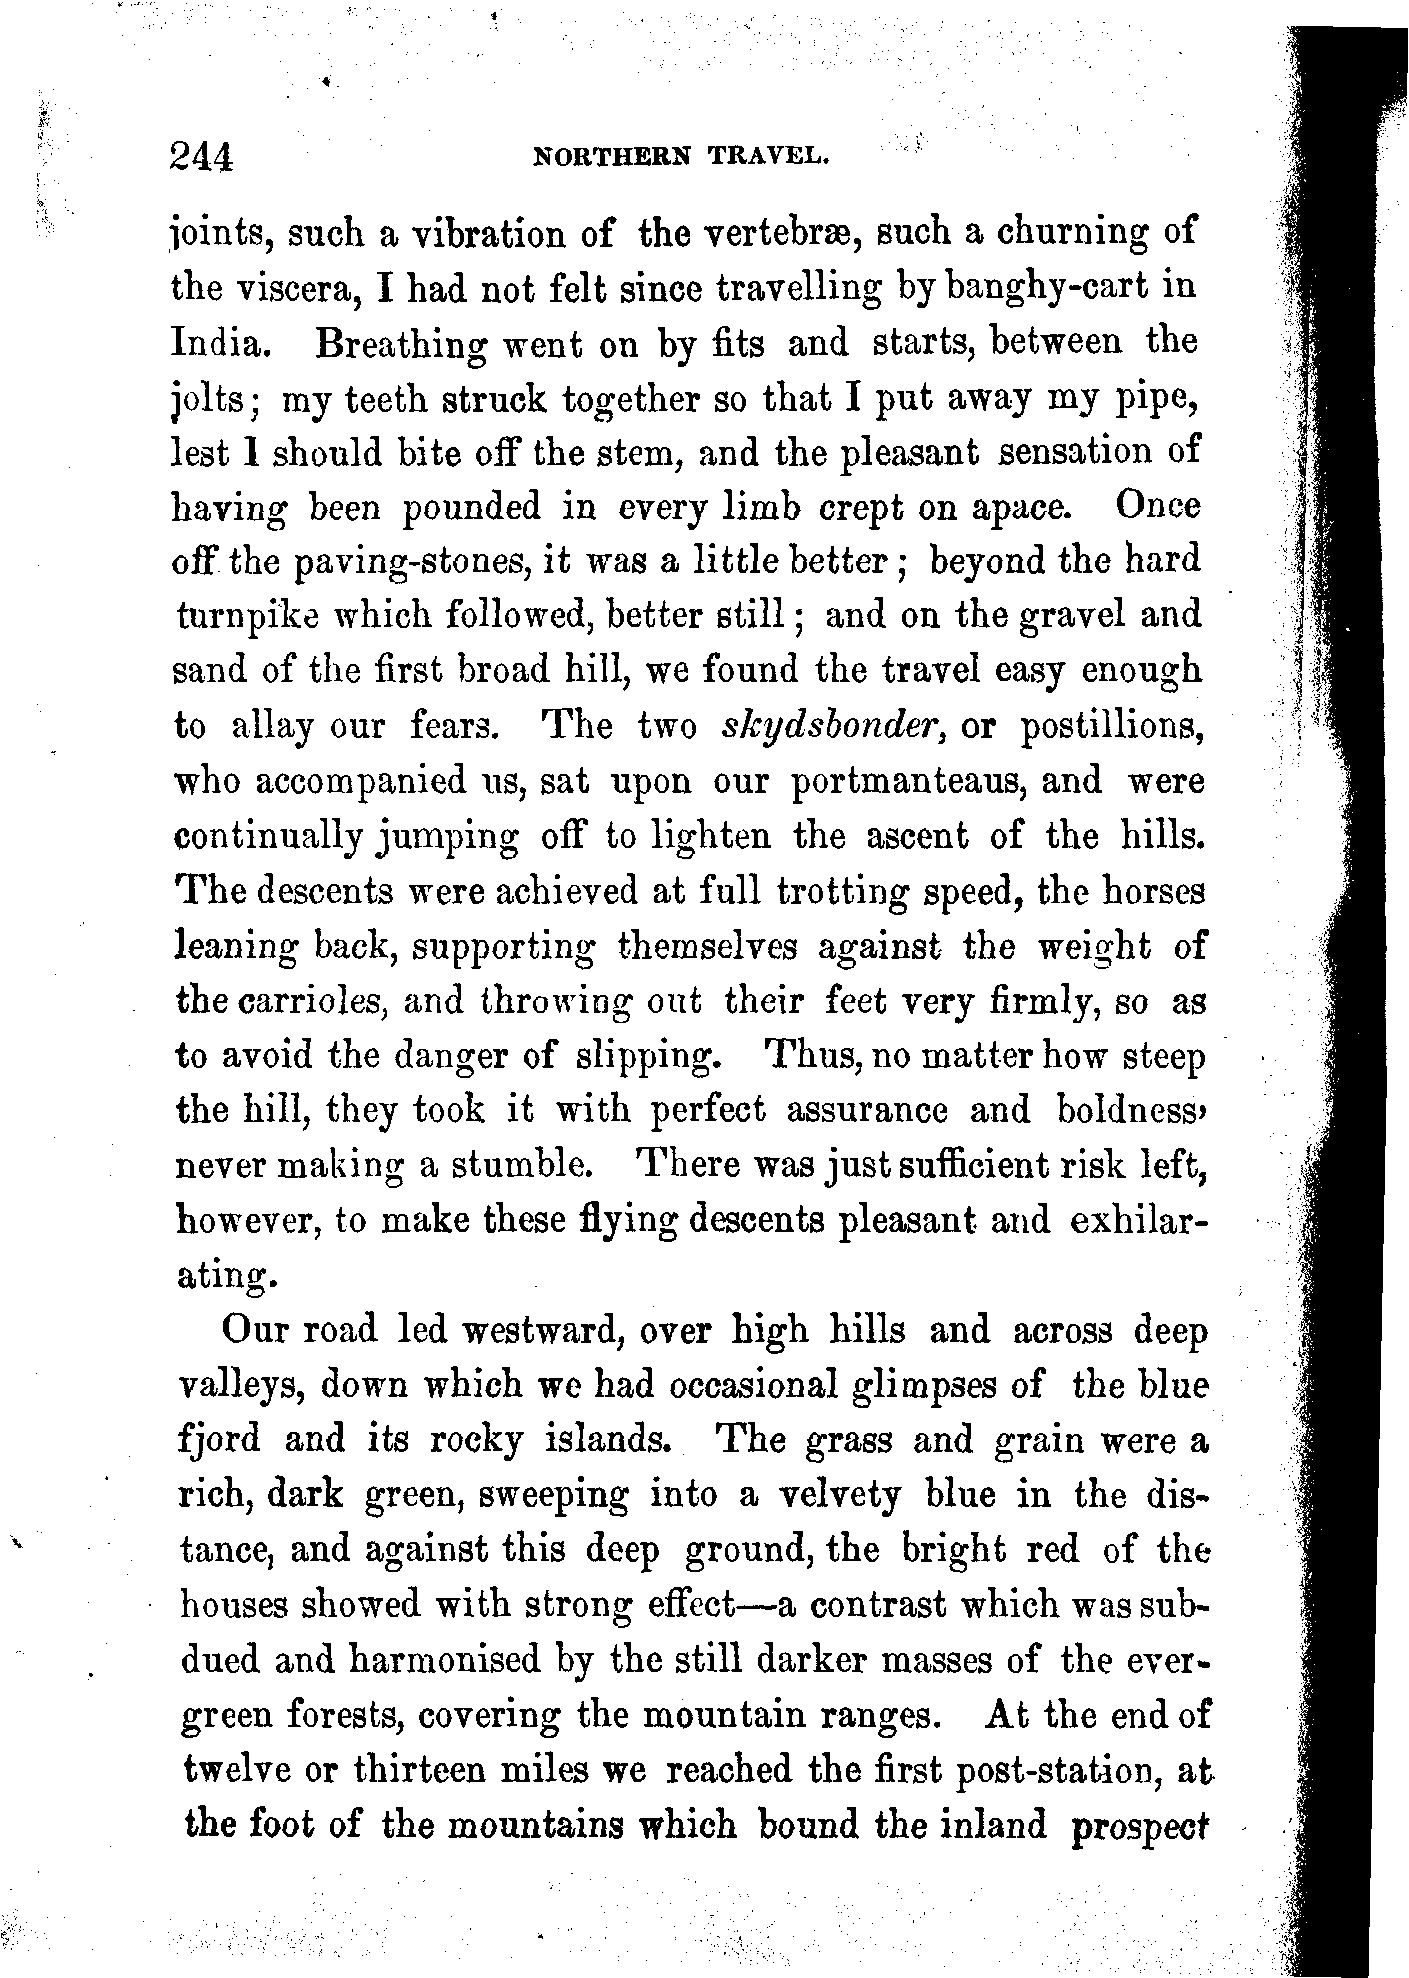 244 NORTHERN TRAVEL.
joints, such a vibration of the vertebræ, such a churning of
the viscera, I had not felt since travelling by banghy-cart in
India. Breathing went on by fits and starts, between the
jolts; my teeth struck together so that I put away my pipe,
lest I should bite off the stem, and the pleasant sensation of
having been pounded in every limb crept on apace. Once
off the paving-stones, it was a little better; beyond the hard
turnpike which followed, better still; and on the gravel and
sand of the first broad hill, we found the travel easy enough
to allay our fears. The two skydsbonder, or postillions,
who accompanied us, sat upon our portmanteaus, and were
continually jumping off to lighten the ascent of the hills.
The descents were achieved at full trotting speed, the horses
leaning back, supporting themselves against the weight of
the carrioles, and throwing out their feet very firmly, so as
to avoid the danger of slipping. Thus, no matter how steep
the hill, they took it with perfect assurance and boldness,
never making a stumble. There was just sufficient risk left,
however, to make these flying descents pleasant and exhilar-
ating.
Our road led westward, over high hills and across deep
valleys, down which we had occasional glimpses of the blue
fjord and its rocky islands. The grass and grain were a
rich, dark green, sweeping into a velvety blue in the dis-
tance, and against this deep ground, the bright red of the
houses showed with strong effect—a contrast which was sub-
dued and harmonised by the still darker masses of the ever-
green forests, covering the mountain ranges. At the end of
twelve or thirteen miles we reached the first post-station, at
the foot of the mountains which bound the inland prospect